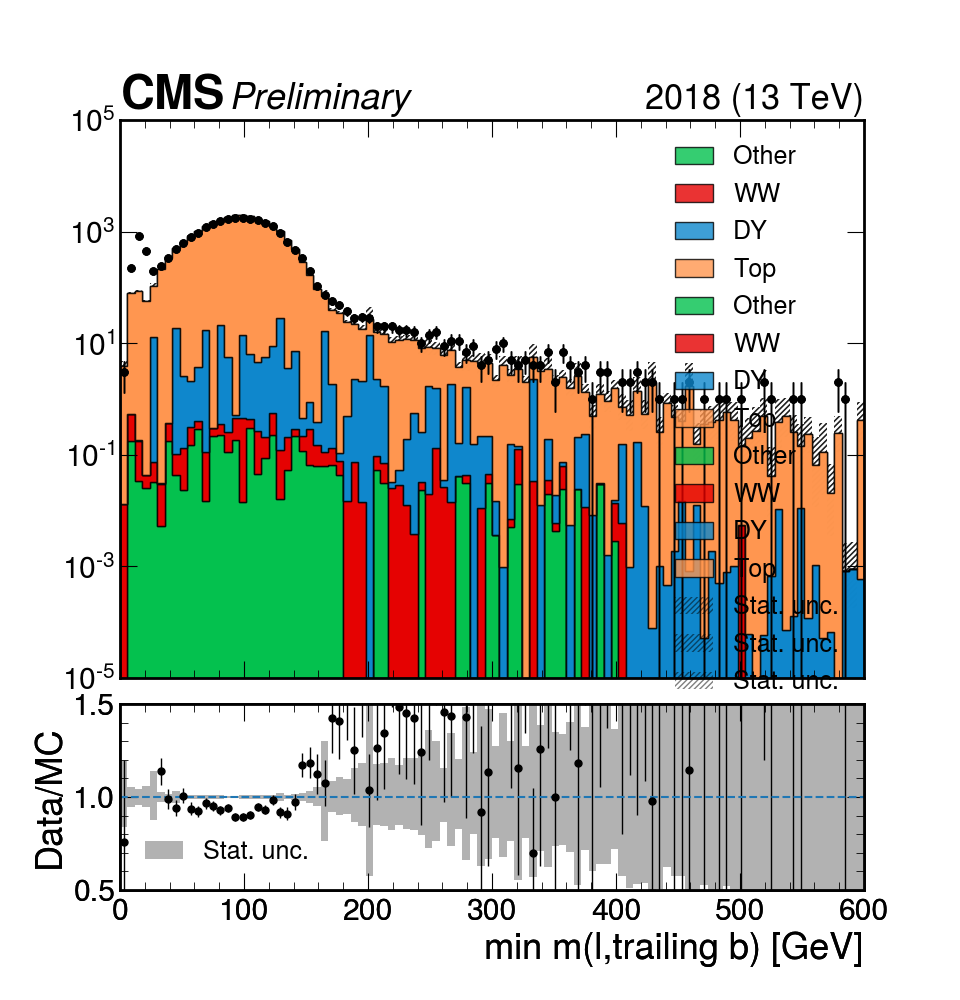 CMS Preliminary 2018 (13 TeV)
10^5
Other
WW
DY
Top
10^3
Other
WW
10^1
DY
Top
10^-1
Other
WW
DY
10^-3
Top
Stat. unc.
Stat. unc.
10^-5
Stat. unc.
Data/MC
1.5
1.0
Stat. unc.
0.5
0 100 200 300 400 500 600
min m(l,trailing b) [GeV]